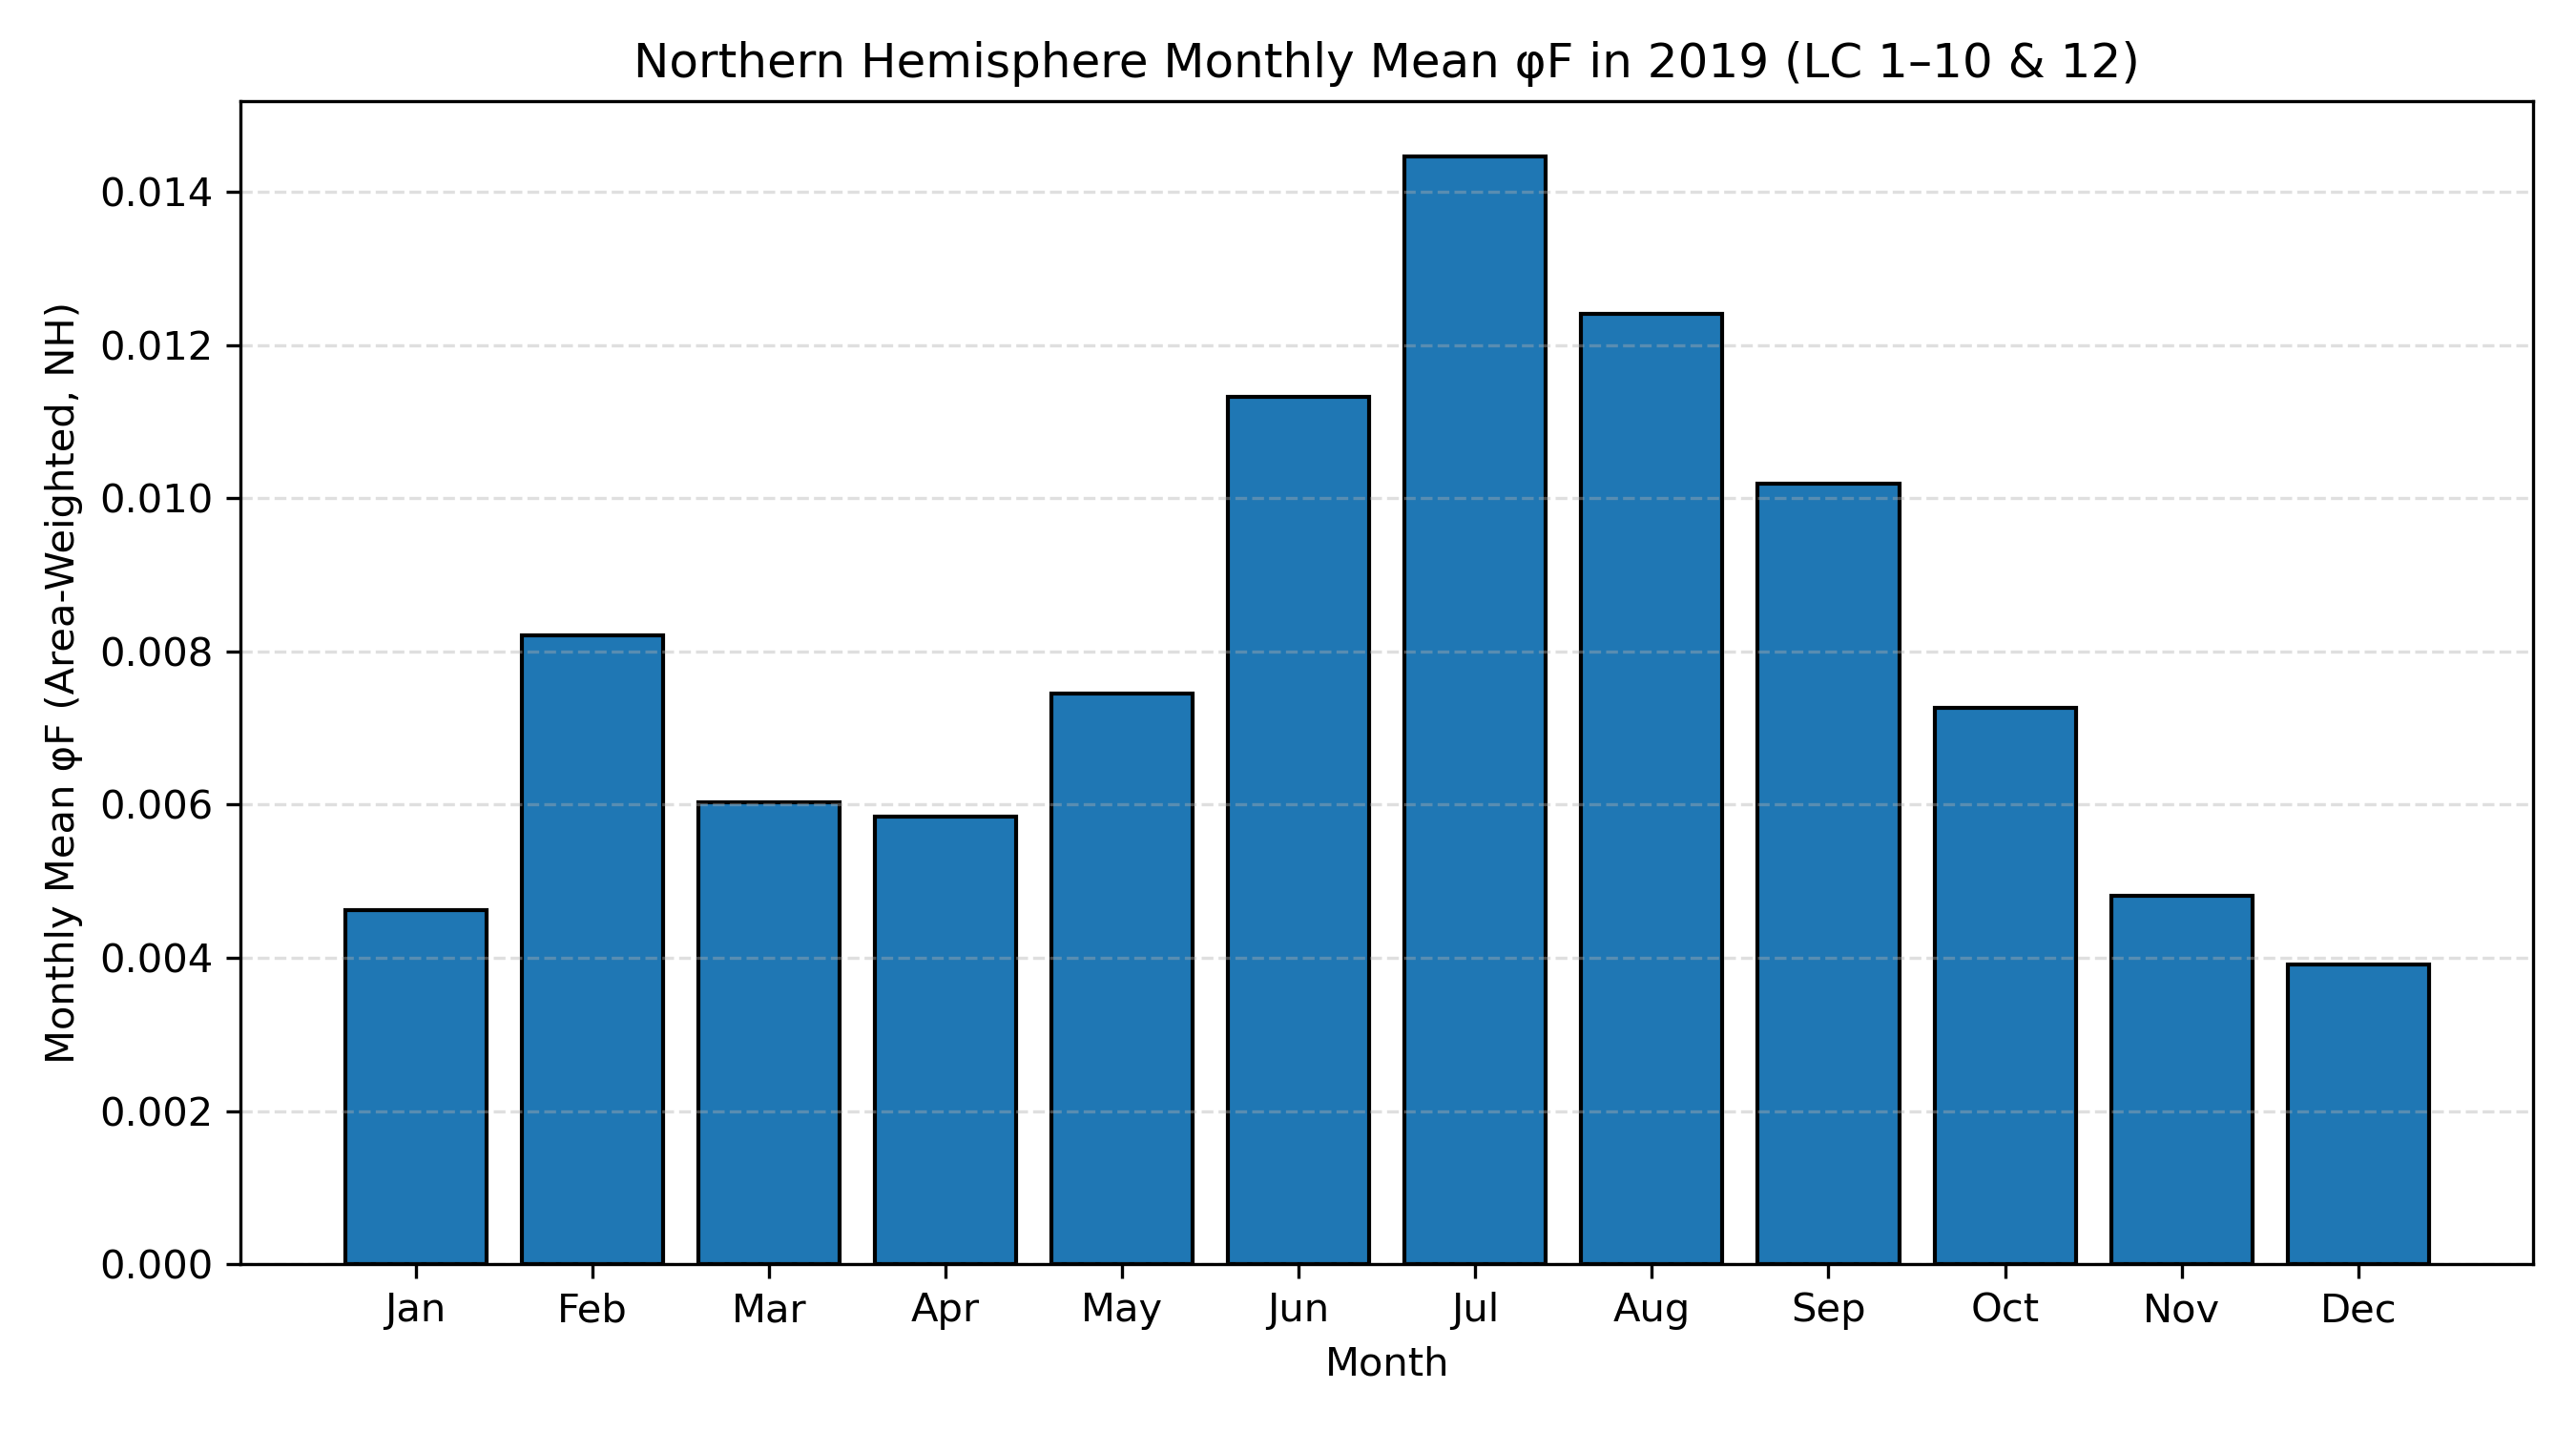 Northern Hemisphere Monthly Mean φF in 2019 (LC 1–10 & 12)
Monthly Mean φF (Area-Weighted, NH)
0.014
0.012
0.010
0.008
0.006
0.004
0.002
0.000
Jan Feb Mar Apr May Jun Jul Aug Sep Oct Nov Dec
Month